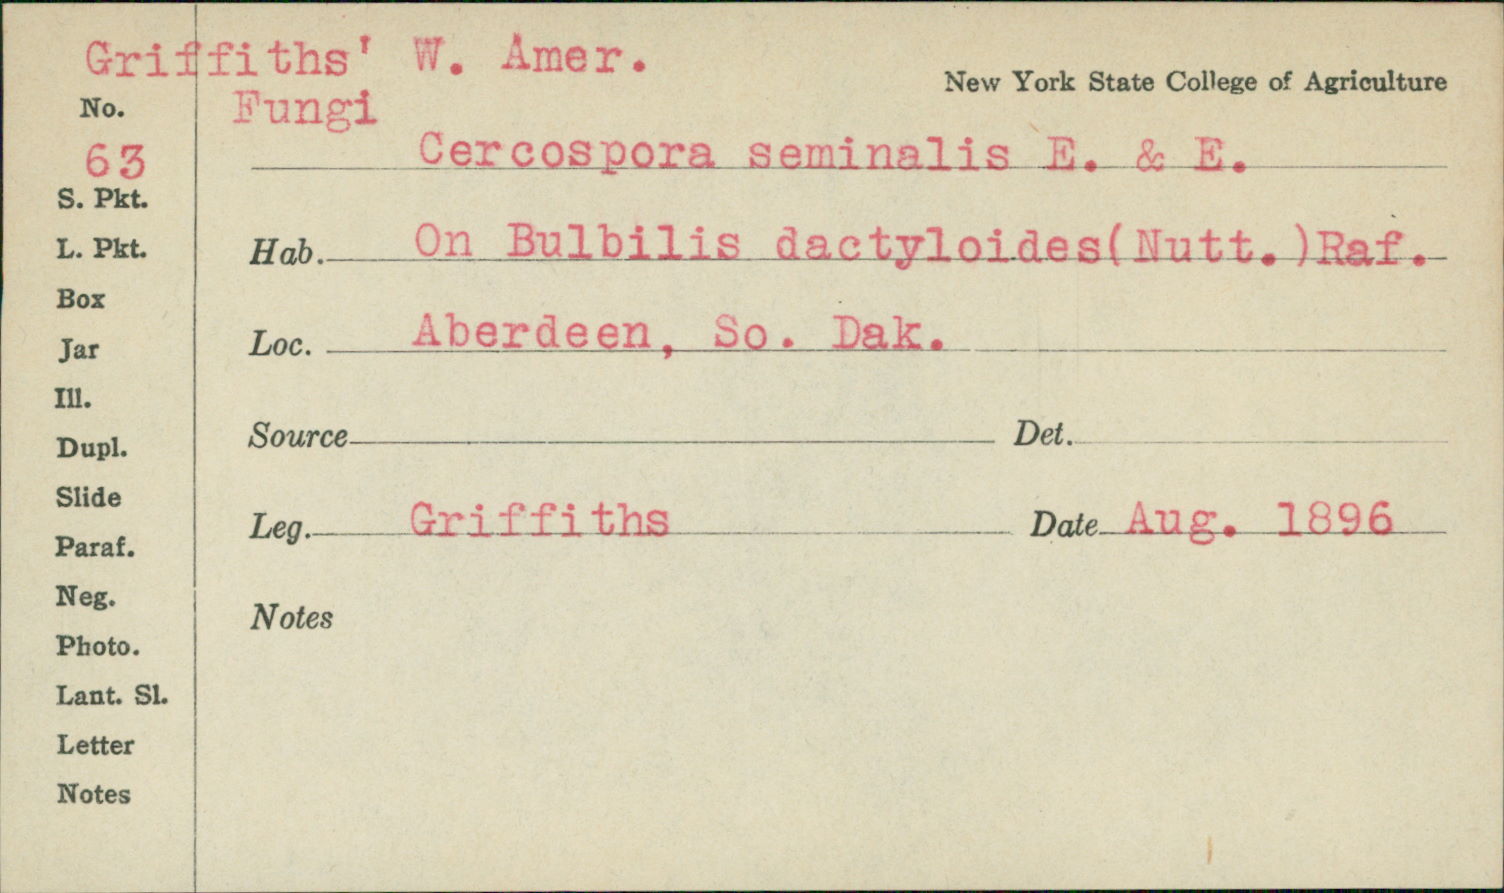 Griffiths' W. Amer.
New York State College of Agriculture
No. Fungi
63 Cercospora seminalis E. & E.
S. Pkt.
L. Pkt. Hab. On Bulbilis dactyloides(Nutt.)Raf.
Box
Jar Loc. Aberdeen, So. Dak.
Ill.
Dupl. Source Det.
Slide
Leg. Griffiths Date Aug. 1896
Paraf.
Neg.
Notes
Photo.
Lant. Sl.
Letter
Notes